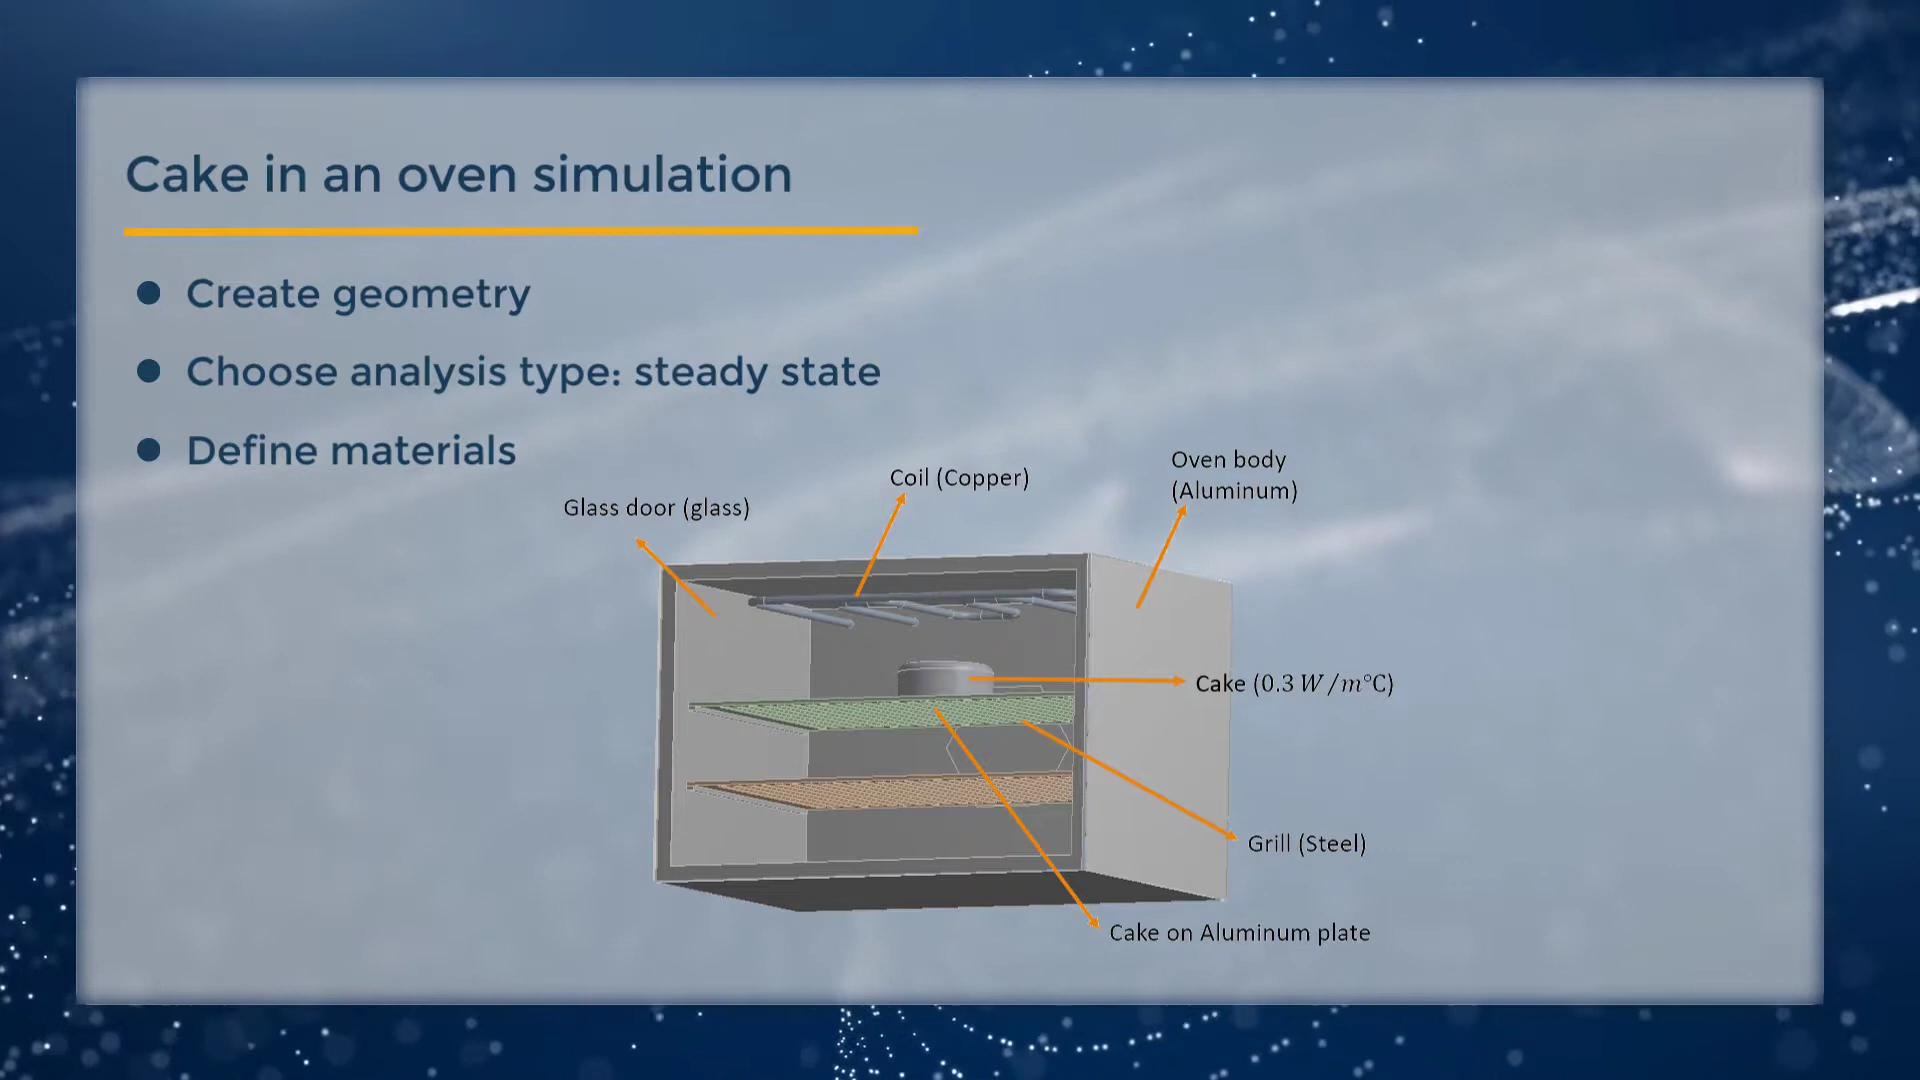 Cake in an oven simulation
● Create geometry
● Choose analysis type: steady state
● Define materials
Glass door (glass)
Coil (Copper)
Oven body
(Aluminum)
Cake (0.3 W/m°C)
Grill (Steel)
Cake on Aluminum plate